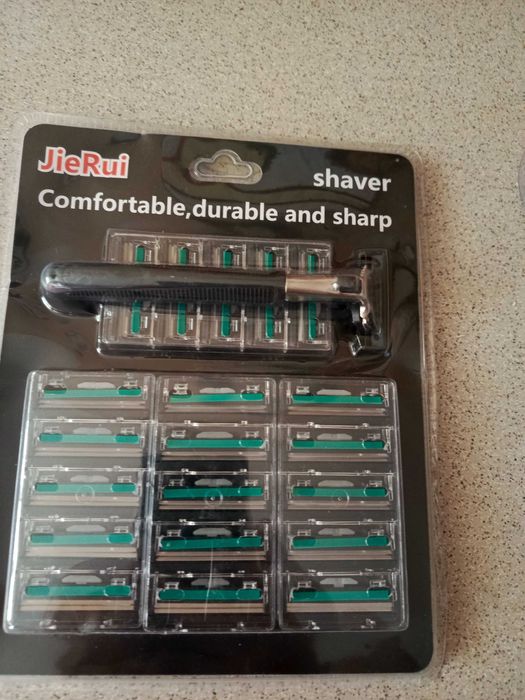 JieRui
shaver
Comfortable,durable and sharp